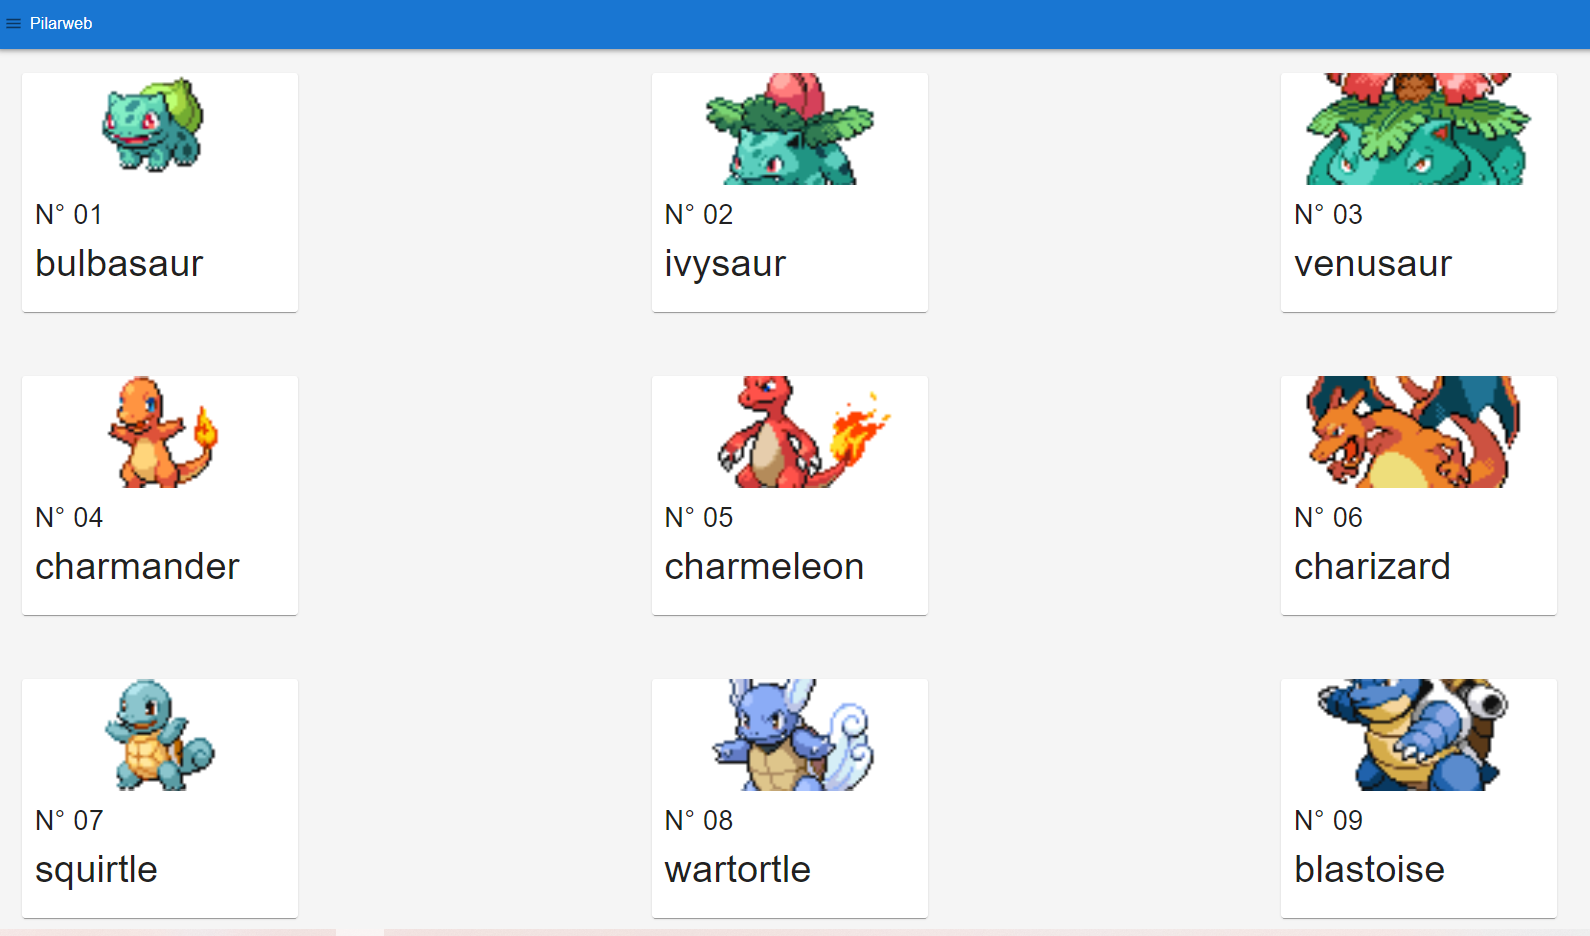 Pilarweb
N° 01
bulbasaur
N° 02
ivysaur
N° 03
venusaur
N° 04
charmander
N° 05
charmeleon
N° 06
charizard
N° 07
squirtle
N° 08
wartortle
N° 09
blastoise